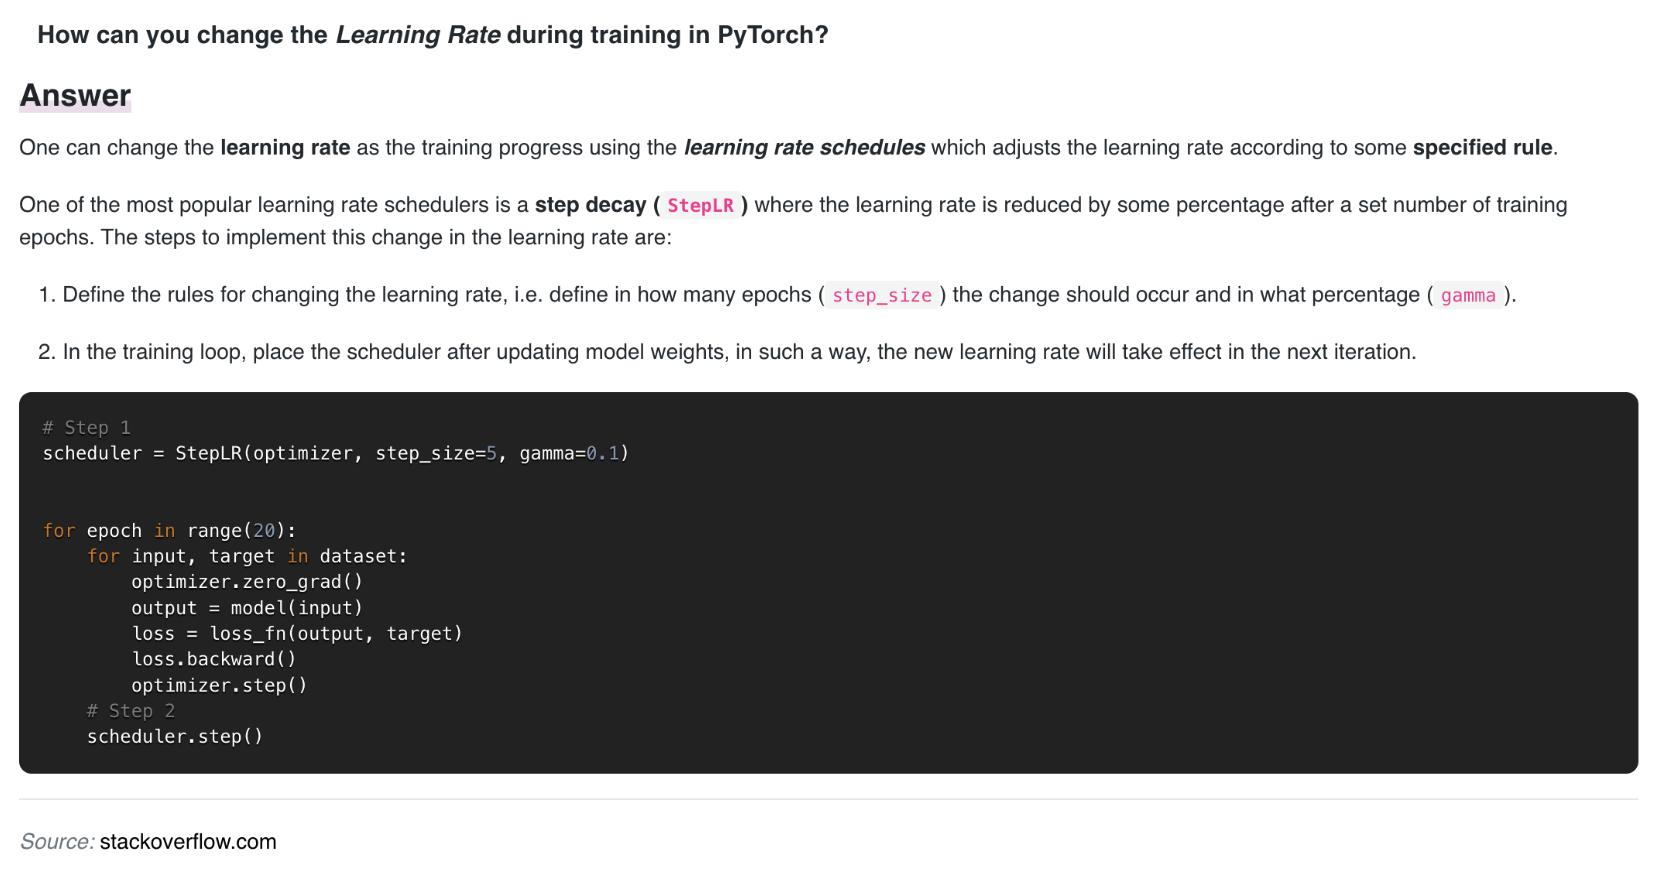 How can you change the Learning Rate during training in PyTorch?
Answer
One can change the learning rate as the training progress using the learning rate schedules which adjusts the learning rate according to some specified rule.
One of the most popular learning rate schedulers is a step decay ( StepLR ) where the learning rate is reduced by some percentage after a set number of training
epochs. The steps to implement this change in the learning rate are:
1. Define the rules for changing the learning rate, i.e. define in how many epochs ( step_size ) the change should occur and in what percentage ( gamma ).
2. In the training loop, place the scheduler after updating model weights, in such a way, the new learning rate will take effect in the next iteration.
# Step 1
scheduler = StepLR(optimizer, step_size=5, gamma=0.1)
for epoch in range(20):
    for input, target in dataset:
        optimizer.zero_grad()
        output = model(input)
        loss = loss_fn(output, target)
        loss.backward()
        optimizer.step()
    # Step 2
    scheduler.step()
Source: stackoverflow.com